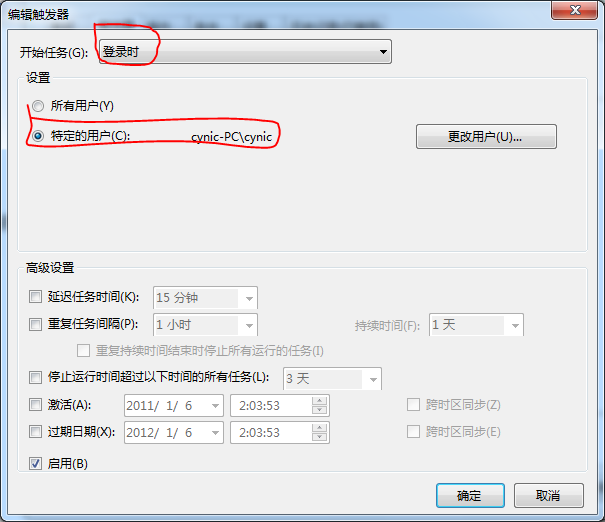 编辑触发器
开始任务(G): 登录时
设置
所有用户(Y)
特定的用户(C): cynic-PC\cynic 更改用户(U)...
高级设置
延迟任务时间(K): 15 分钟
重复任务间隔(P): 1 小时 持续时间(F): 1 天
重复持续时间结束时停止所有运行的任务(I)
停止运行时间超过以下时间的所有任务(L): 3 天
激活(A): 2011/ 1/ 6 2:03:53 跨时区同步(Z)
过期日期(X): 2012/ 1/ 6 2:03:53 跨时区同步(E)
启用(B)
确定 取消